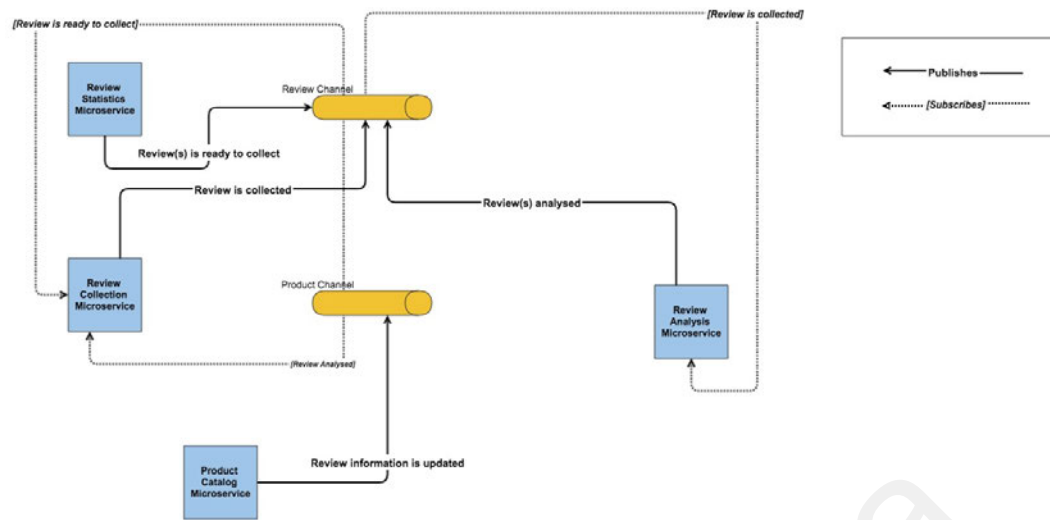 [Review is ready to collect]
[Review is collected]
Review
Statistics
Microservice
Review Channel
Publishes
[Subscribes]
Review(s) is ready to collect
Review is collected
Review(s) analysed
Review
Collection
Microservice
Product Channel
Review
Analysis
Microservice
[Review Analysed]
Product
Catalog
Microservice
Review information is updated